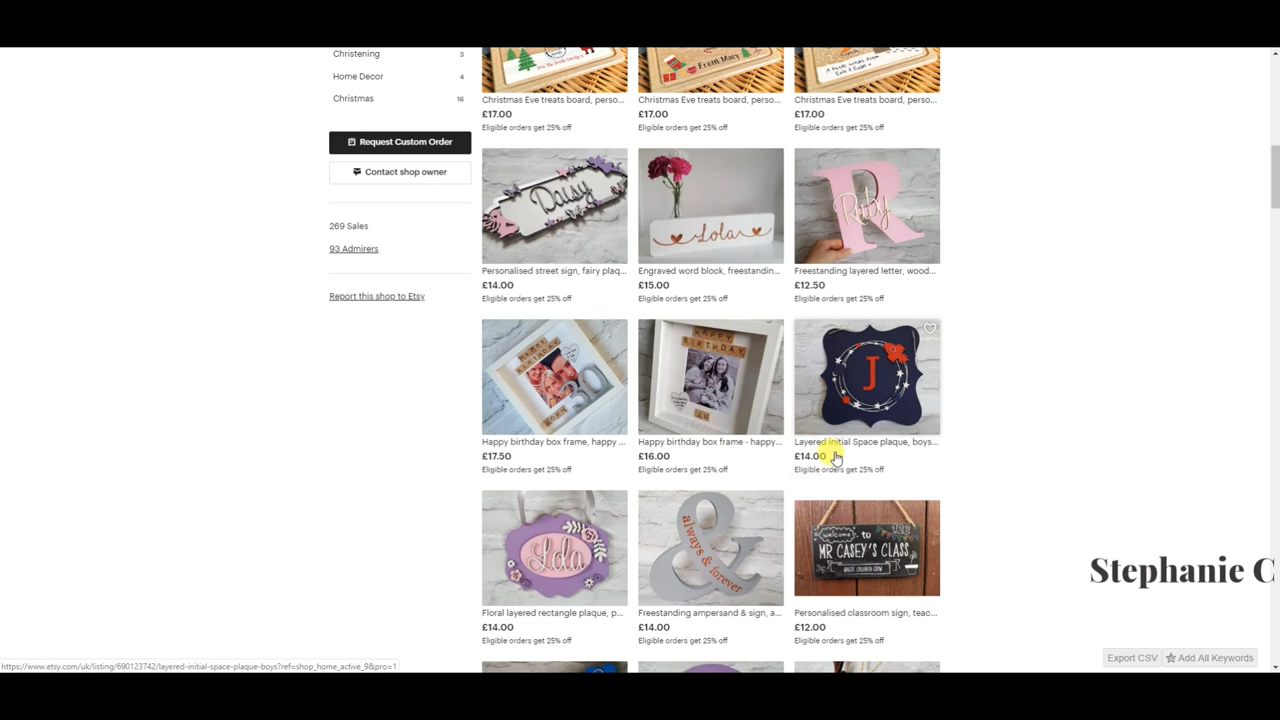 Christening 3
Home Decor 4
Christmas 16
Request Custom Order
Contact shop owner
269 Sales
93 Admirers
Report this shop to Etsy
From Mary
Christmas Eve treats board, perso...
£17.00
Eligible orders get 25% off
Christmas Eve treats board, perso...
£17.00
Eligible orders get 25% off
Christmas Eve treats board, perso...
£17.00
Eligible orders get 25% off
Daisy
Personalised street sign, fairy plaq...
£14.00
Eligible orders get 25% off
Lola
Engraved word block, freestandin...
£15.00
Eligible orders get 25% off
Ruby
R
Freestanding layered letter, wood...
£12.50
Eligible orders get 25% off
HAPPY
BIRTHDAY
30
Happy birthday box frame, happy ...
£17.50
Eligible orders get 25% off
HAPPY
BIRTHDAY
Happy birthday box frame - happy...
£16.00
Eligible orders get 25% off
J
Layered initial Space plaque, boys...
£14.00
Eligible orders get 25% off
Lola
Floral layered rectangle plaque, p...
£14.00
Eligible orders get 25% off
&
always & forever
Freestanding ampersand & sign, a...
£14.00
Eligible orders get 25% off
welcome to
MR CASEY'S CLASS
WHERE CHILDREN GROW
Personalised classroom sign, teac...
£12.00
Eligible orders get 25% off
Stephanie C
Export CSV
Add All Keywords
https://www.etsy.com/uk/listing/690123742/layered-initial-space-plaque-boys?ref=shop_home_active_9&pro=1